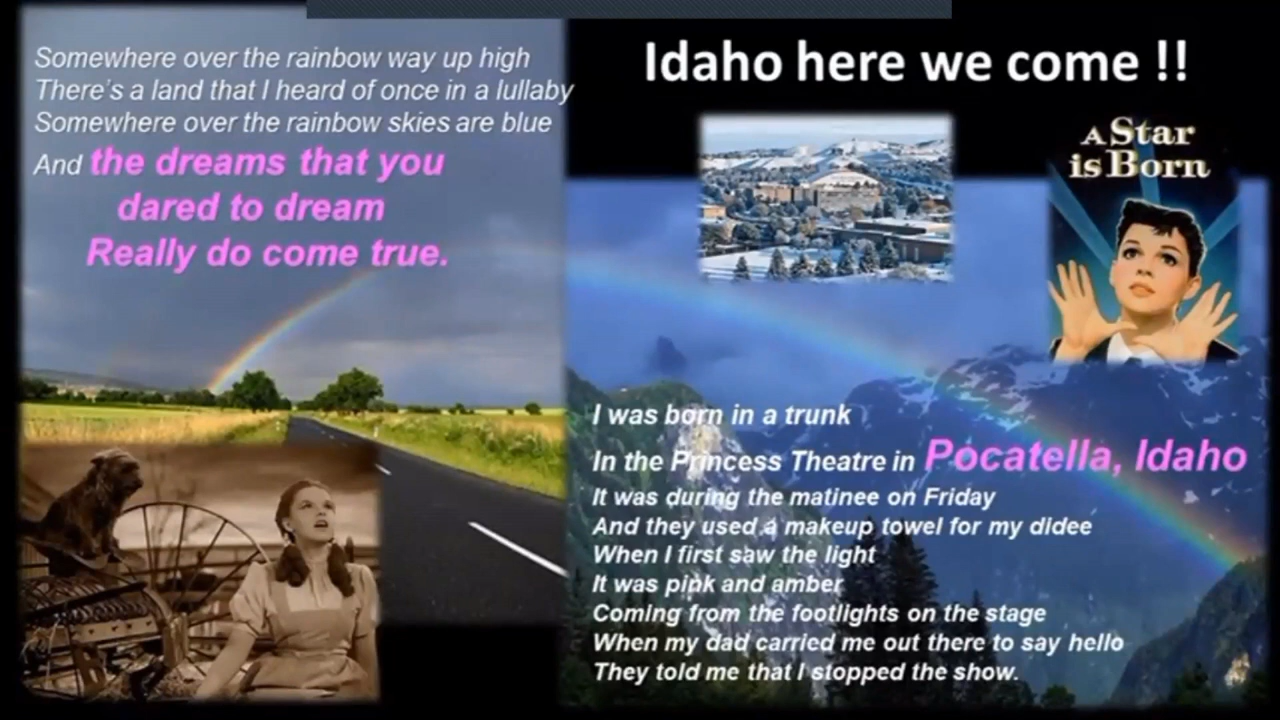 Somewhere over the rainbow way up high
There's a land that I heard of once in a lullaby
Somewhere over the rainbow skies are blue
And the dreams that you
dared to dream
Really do come true.
Idaho here we come !!
A Star
is Born
I was born in a trunk
In the Princess Theatre in Pocatella, Idaho
It was during the matinee on Friday
And they used a makeup towel for my didee
When I first saw the light
It was pink and amber
Coming from the footlights on the stage
When my dad carried me out there to say hello
They told me that I stopped the show.